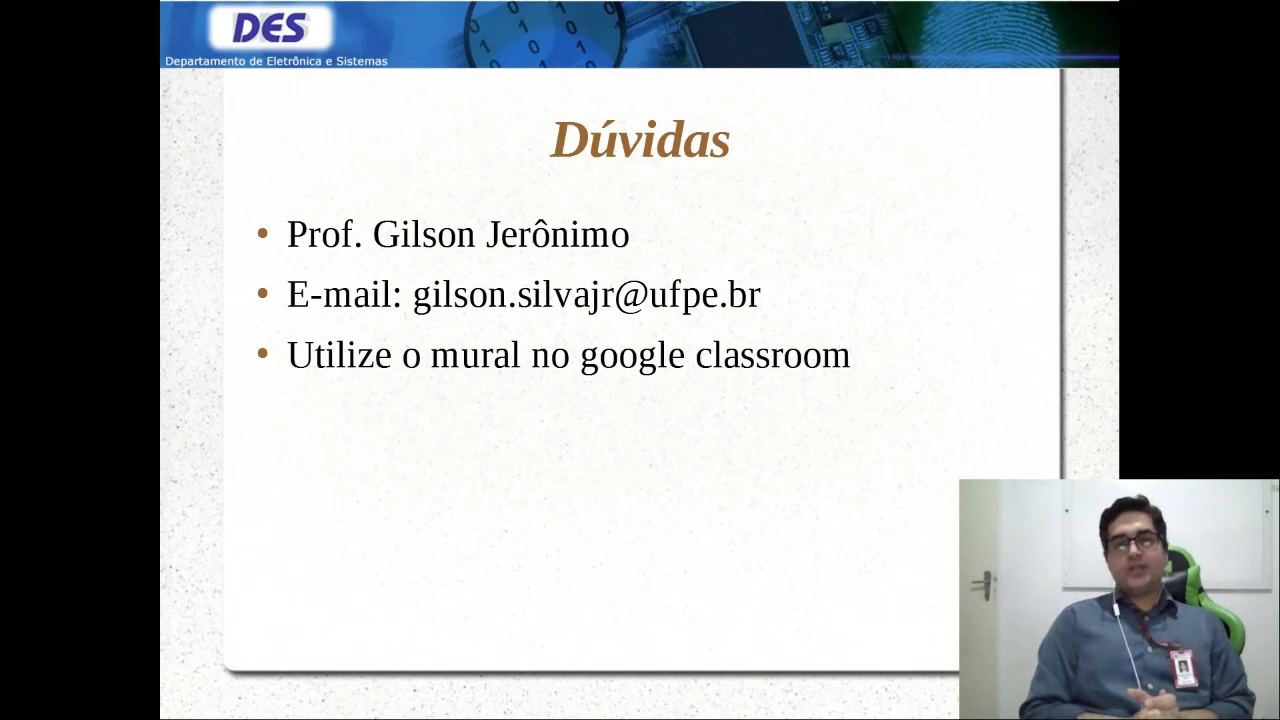 DES
Departamento de Eletrônica e Sistemas
Dúvidas
• Prof. Gilson Jerônimo
• E-mail: gilson.silvajr@ufpe.br
• Utilize o mural no google classroom